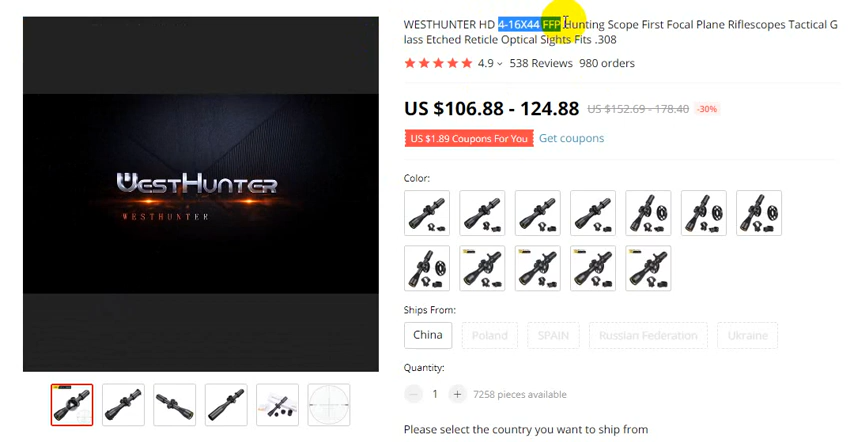 WESTHUNTER HD 4-16X44 FFP Hunting Scope First Focal Plane Riflescopes Tactical G
lass Etched Reticle Optical Sights Fits .308
4.9 538 Reviews 980 orders
US $106.88 - 124.88 US $152.69 - 178.40 -30%
US $1.89 Coupons For You Get coupons
WESTHUNTER
WESTHUNTER
Color:
Ships From:
China Poland SPAIN Russian Federation Ukraine
Quantity:
1 7258 pieces available
Please select the country you want to ship from